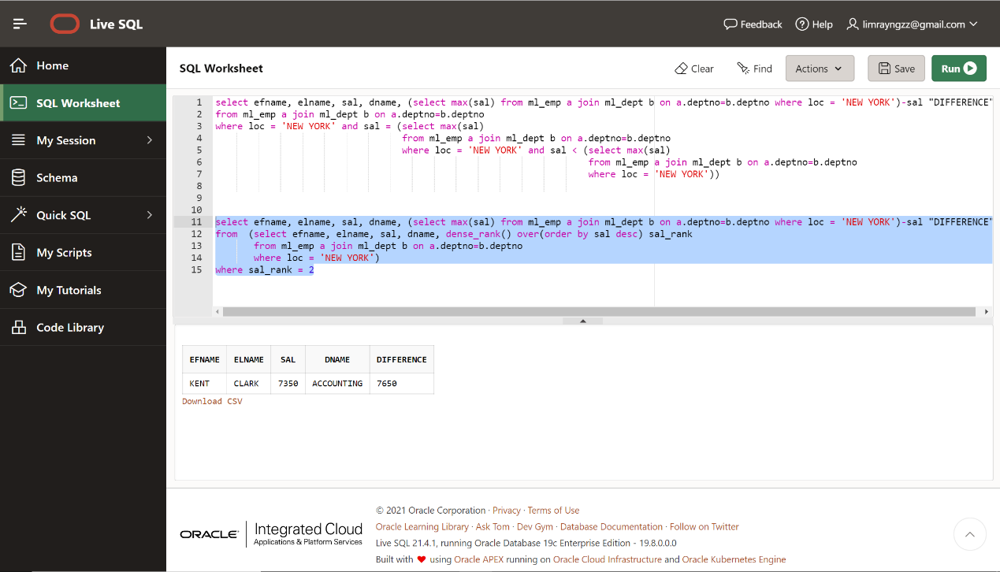 Live SQL
Feedback
Help
limrayngzz@gmail.com
Home
SQL Worksheet
My Session
Schema
Quick SQL
My Scripts
My Tutorials
Code Library
SQL Worksheet
Clear
Find
Actions
Save
Run
1 select efname, elname, sal, dname, (select max(sal) from ml_emp a join ml_dept b on a.deptno=b.deptno where loc = 'NEW YORK')-sal "DIFFERENCE"
2 from ml_emp a join ml_dept b on a.deptno=b.deptno
3 where loc = 'NEW YORK' and sal = (select max(sal)
4 from ml_emp a join ml_dept b on a.deptno=b.deptno
5 where loc = 'NEW YORK' and sal < (select max(sal)
6 from ml_emp a join ml_dept b on a.deptno=b.deptno
7 where loc = 'NEW YORK'))
8
9
10
11 select efname, elname, sal, dname, (select max(sal) from ml_emp a join ml_dept b on a.deptno=b.deptno where loc = 'NEW YORK')-sal "DIFFERENCE"
12 from (select efname, elname, sal, dname, dense_rank() over(order by sal desc) sal_rank
13 from ml_emp a join ml_dept b on a.deptno=b.deptno
14 where loc = 'NEW YORK')
15 where sal_rank = 2
EFNAME ELNAME SAL DNAME DIFFERENCE
KENT CLARK 7350 ACCOUNTING 7650
Download CSV
ORACLE
Integrated Cloud
Applications & Platform Services
© 2021 Oracle Corporation · Privacy · Terms of Use
Oracle Learning Library · Ask Tom · Dev Gym · Database Documentation · Follow on Twitter
Live SQL 21.4.1, running Oracle Database 19c Enterprise Edition - 19.8.0.0.0
Built with ❤ using Oracle APEX running on Oracle Cloud Infrastructure and Oracle Kubernetes Engine